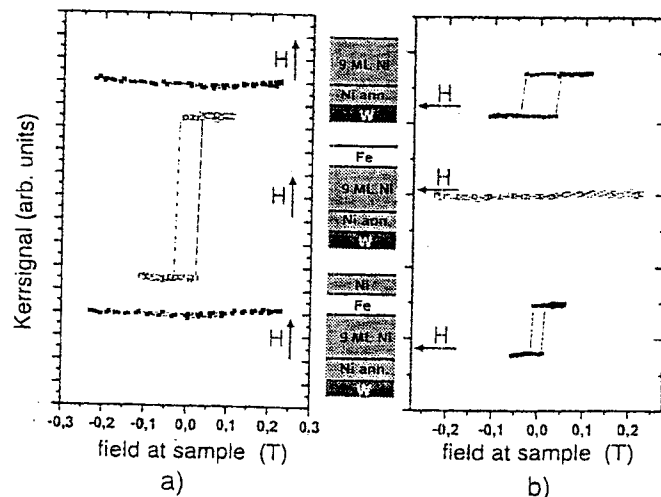 Kerrsignal (arb. units)
H
H
H
-0,3 -0,2 -0,1 0,0 0,1 0,2 0,3
field at sample (T)
a)
9 ML Ni
Ni ann.
W
Fe
9 ML Ni
Ni ann.
W
Ni
Fe
9 ML Ni
Ni ann.
W
H
H
H
-0,2 -0,1 0,0 0,1 0,2
field at sample (T)
b)